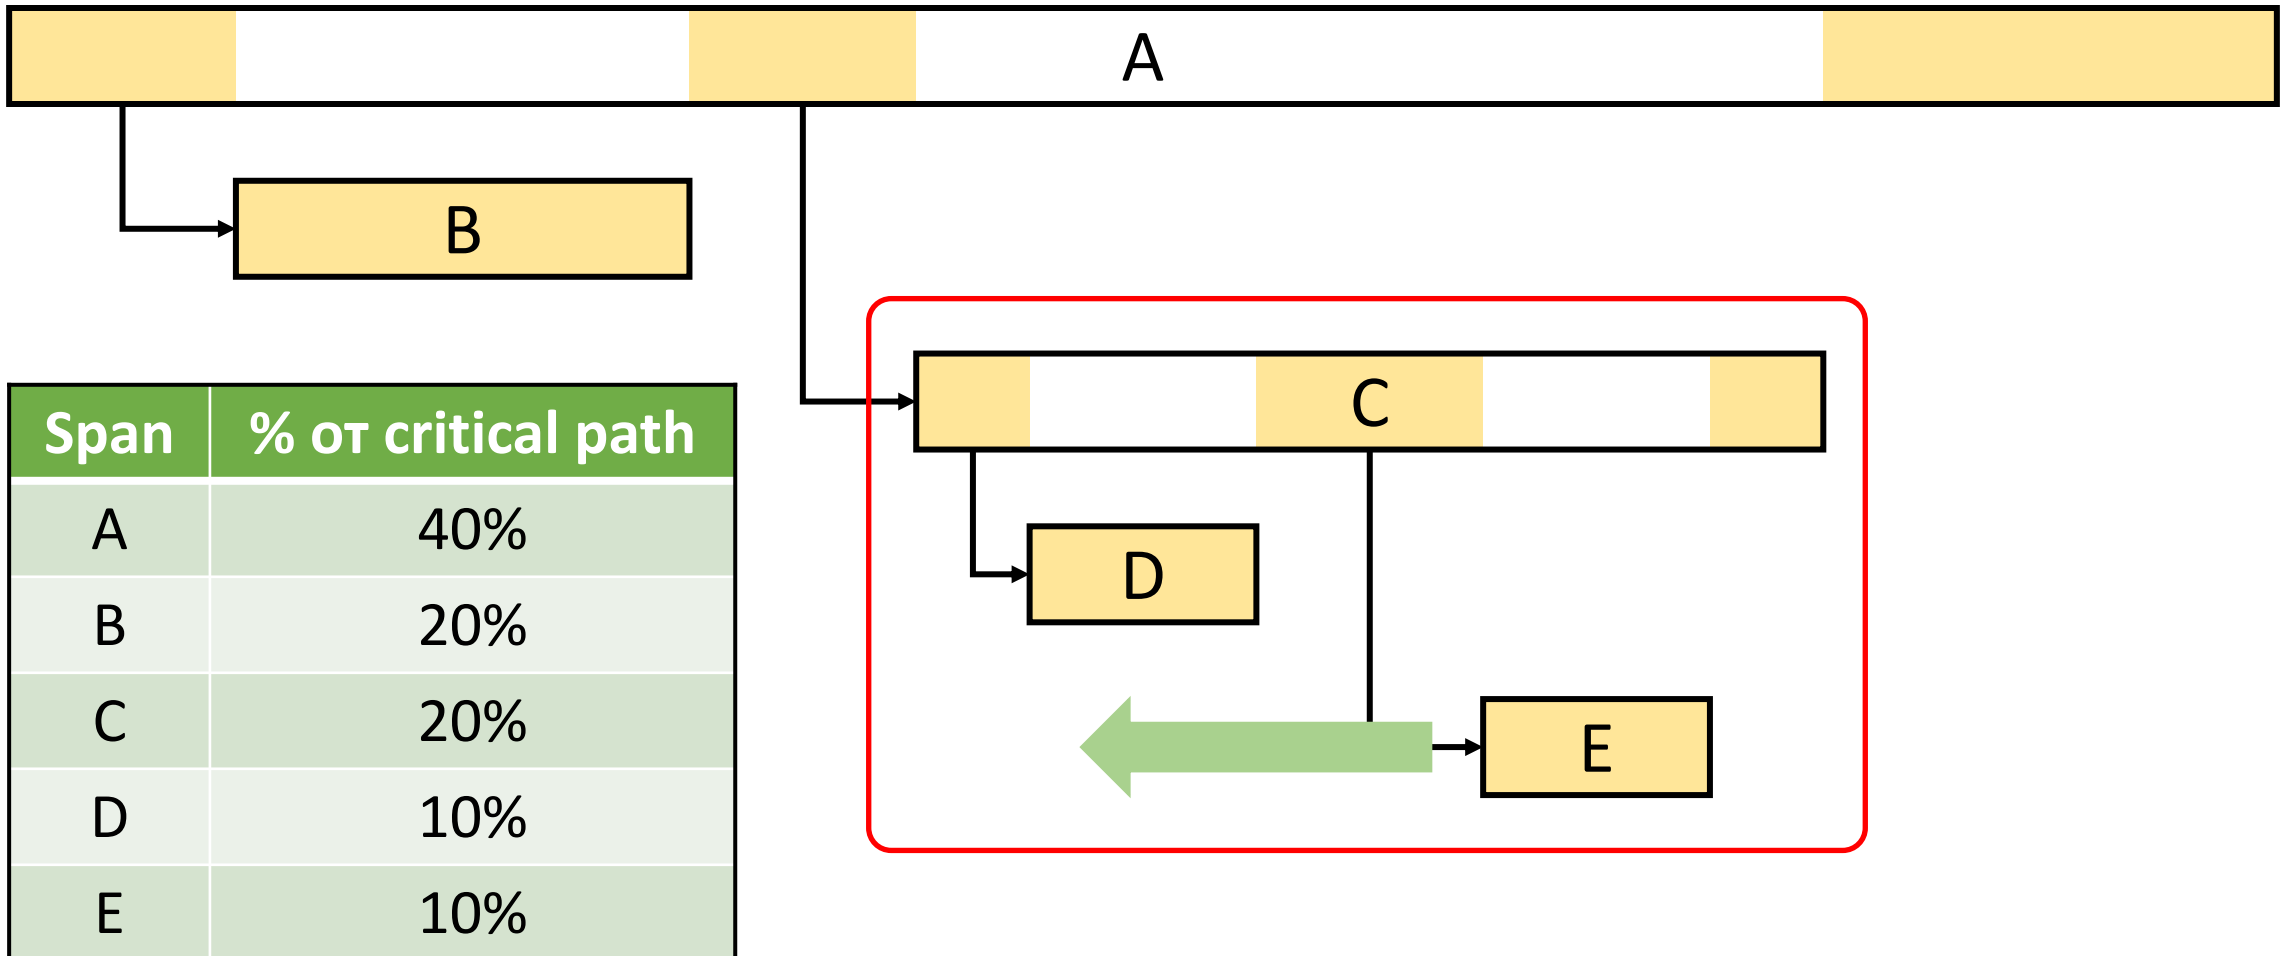 A
B
C
D
E
Span % от critical path
A 40%
B 20%
C 20%
D 10%
E 10%